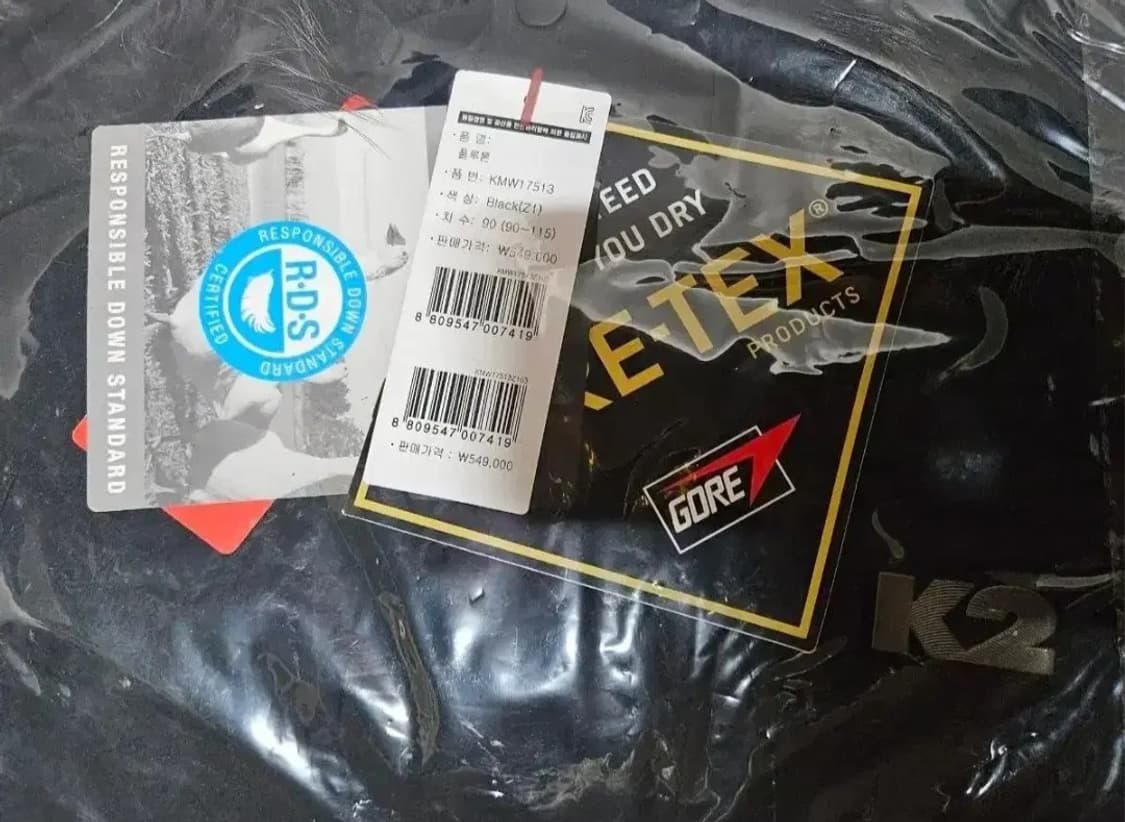 RESPONSIBLE DOWN STANDARD
RESPONSIBLE DOWN STANDARD
CERTIFIED
R·D·S
E
· 품 명:
플루폰
· 품 번: KMW17513
· 색 상: Black(Z1)
· 치 수: 90 (90-115)
· 판매가격: ₩549,000
8 809547 007419
8 809547 007419
· 판매가격 : ₩549,000
EED
YOU DRY
RE-TEX®
PRODUCTS
GORE
K2